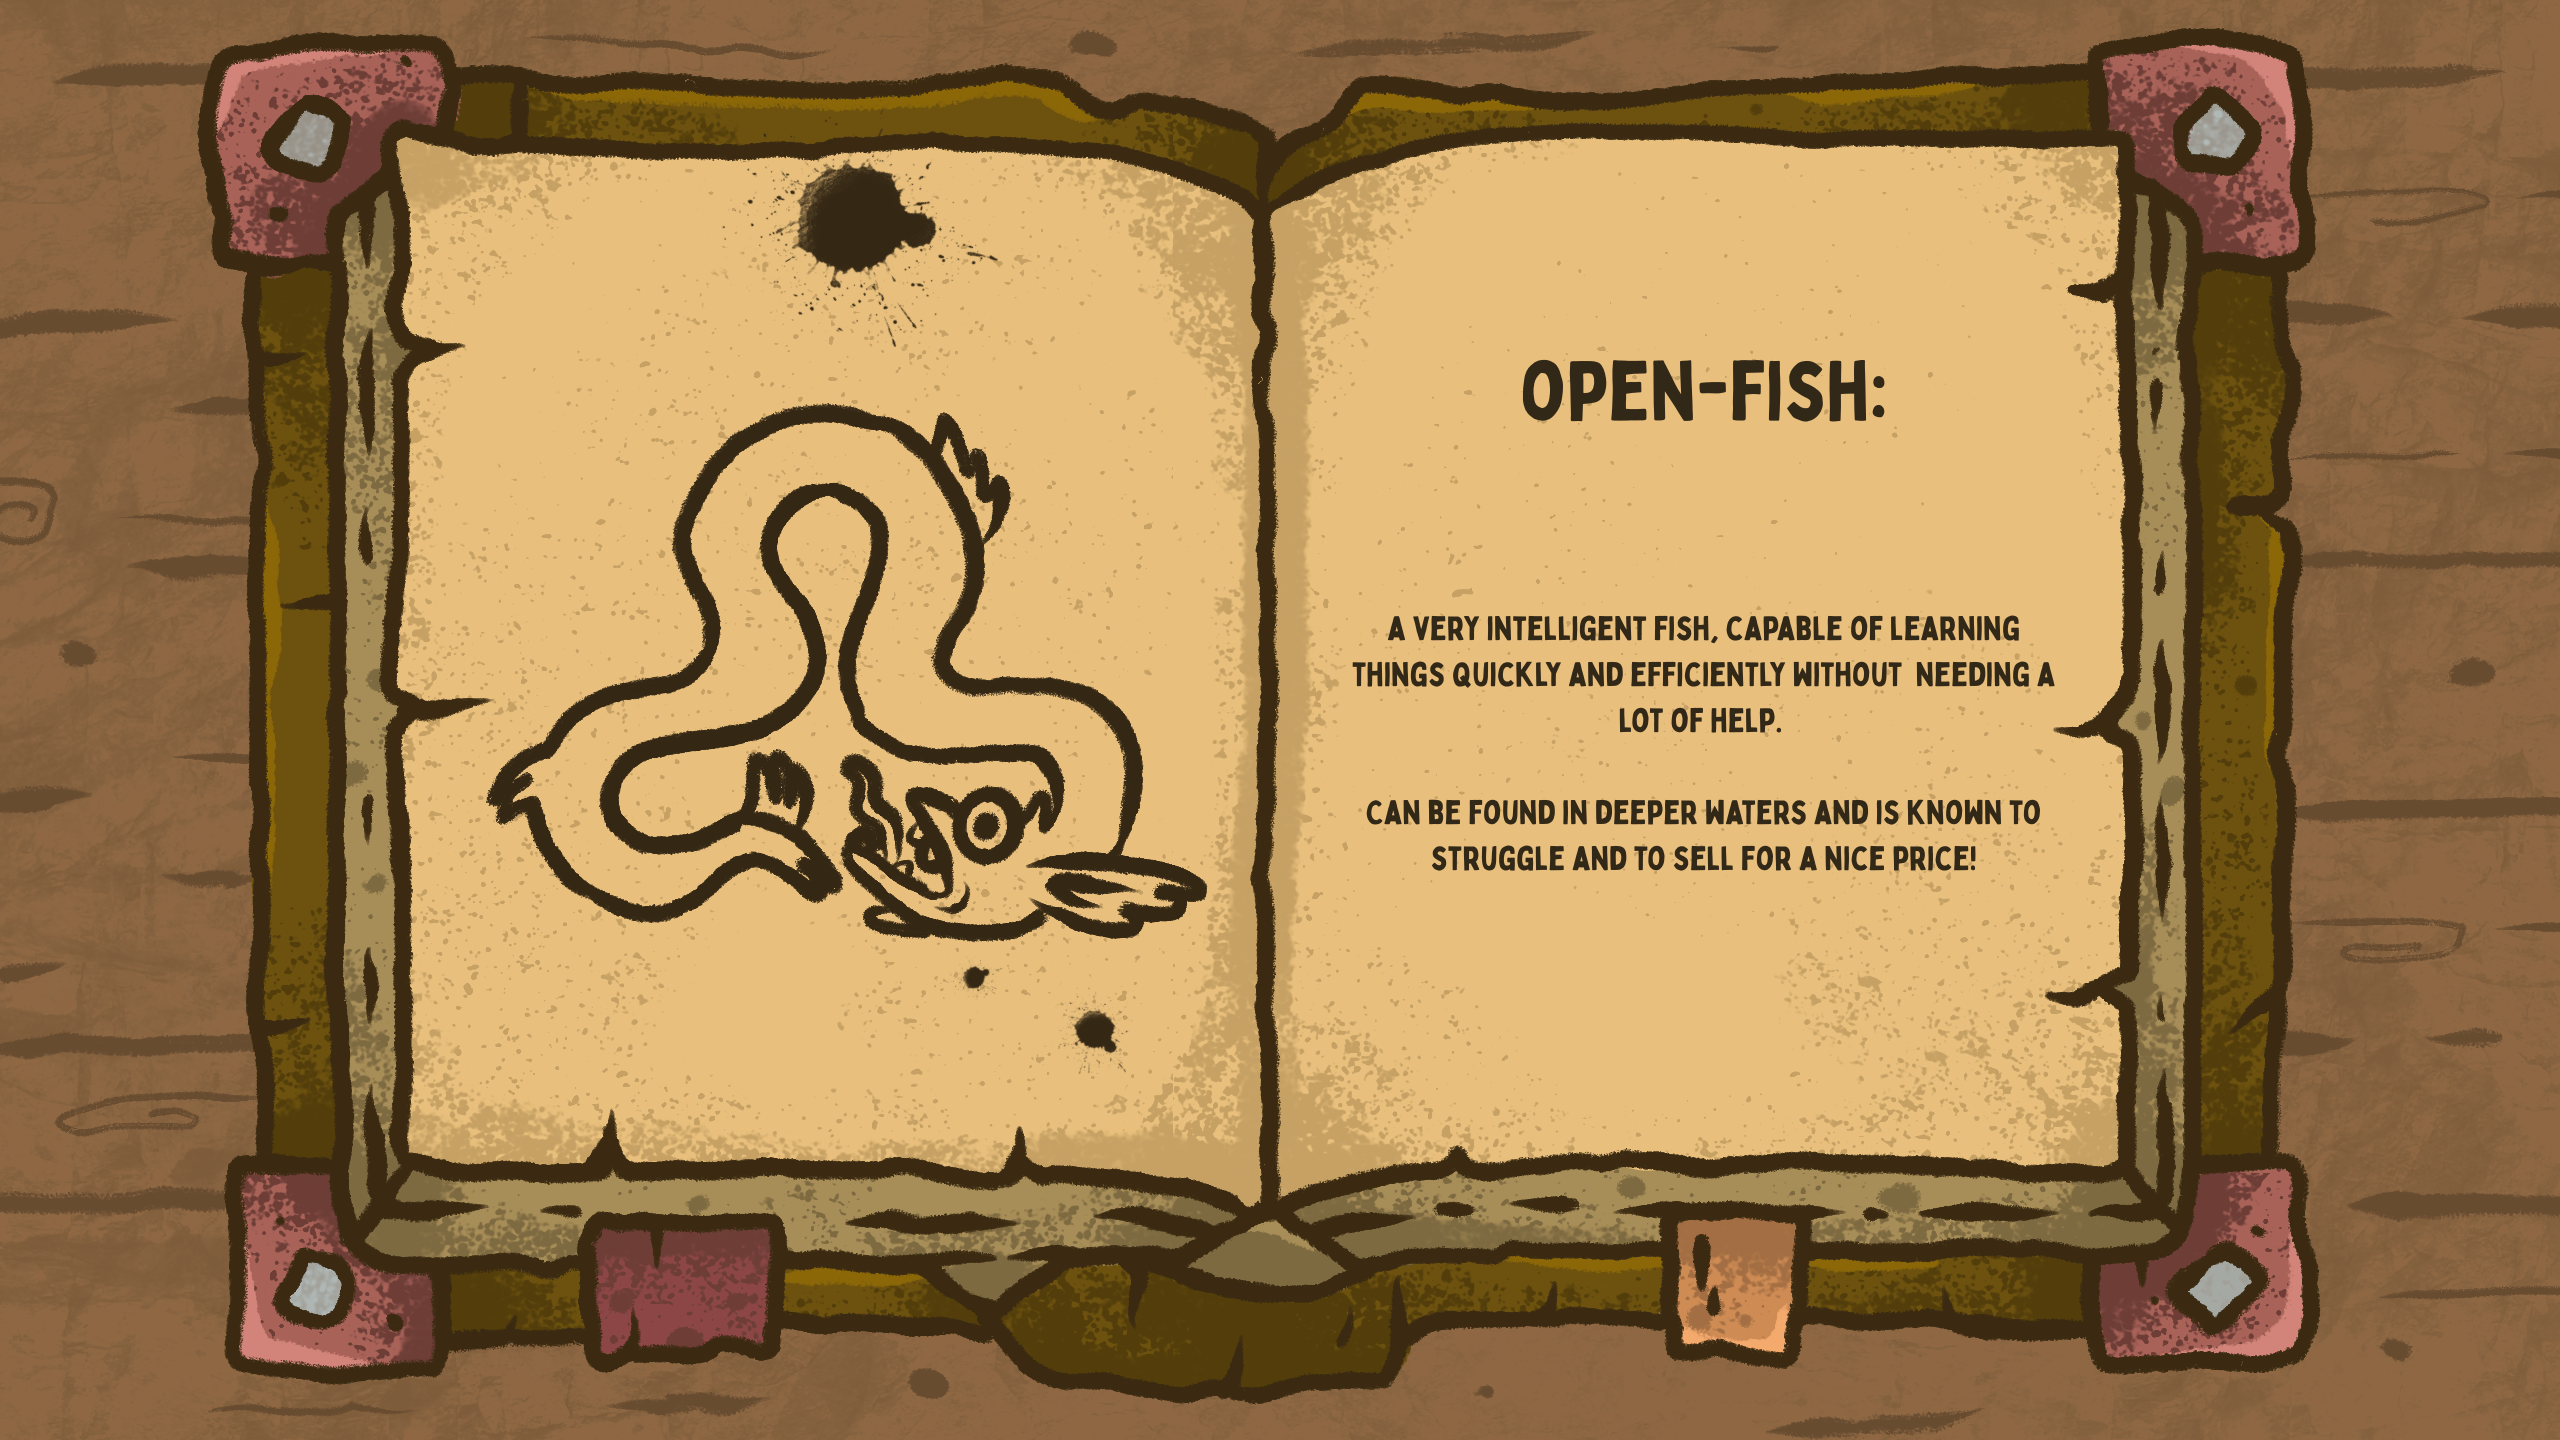 OPEN-FISH:
A VERY INTELLIGENT FISH, CAPABLE OF LEARNING
THINGS QUICKLY AND EFFICIENTLY WITHOUT  NEEDING A
LOT OF HELP.
CAN BE FOUND IN DEEPER WATERS AND IS KNOWN TO
STRUGGLE AND TO SELL FOR A NICE PRICE!